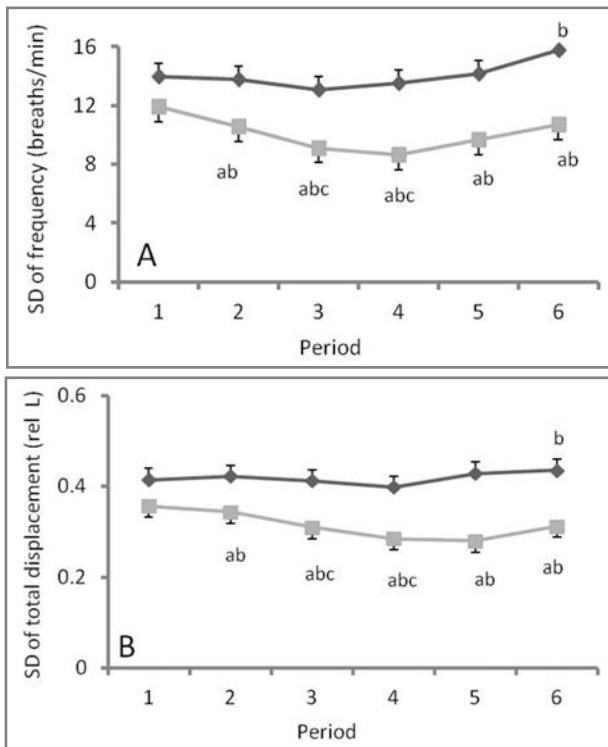 SD of frequency (breaths/min)
16
12
8
4
0
b
ab
abc
abc
ab
ab
A
1 2 3 4 5 6
Period
SD of total displacement (rel L)
0.6
0.4
0.2
0
b
ab
abc
abc
ab
ab
B
1 2 3 4 5 6
Period